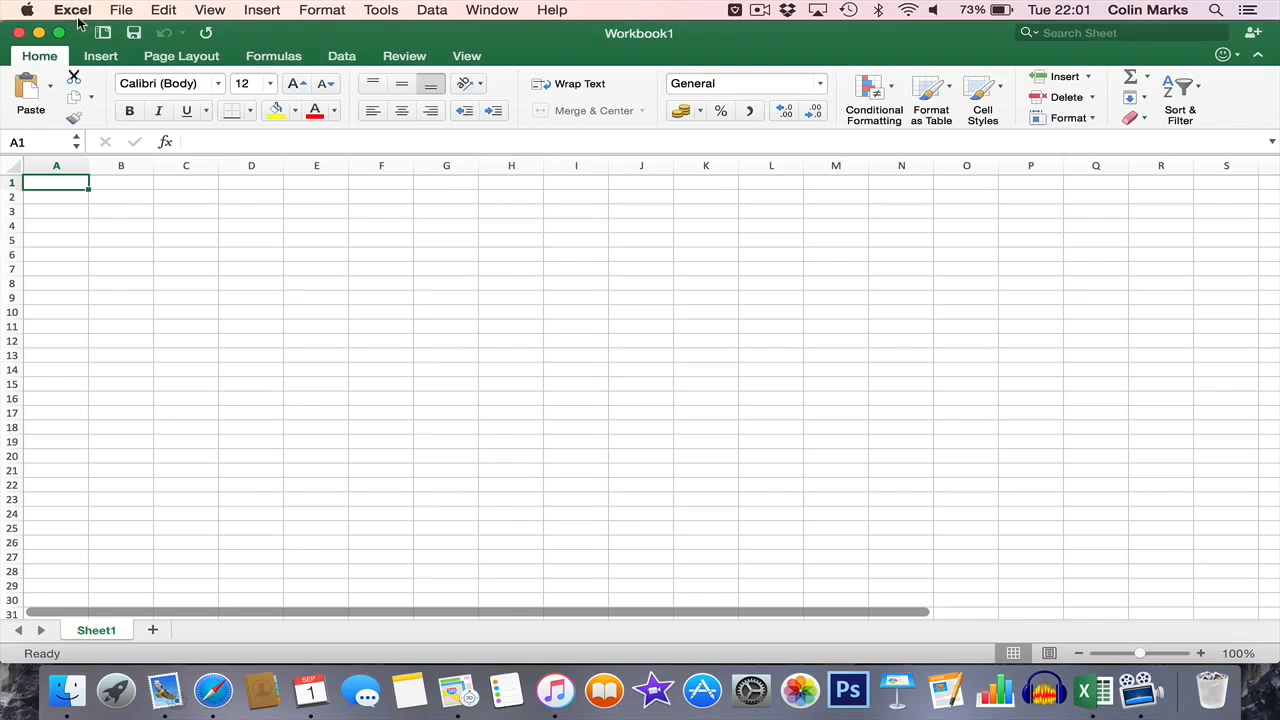 Excel File Edit View Insert Format Tools Data Window Help 73% Tue 22:01 Colin Marks
Workbook1 Search Sheet
Home Insert Page Layout Formulas Data Review View
Paste Calibri (Body) 12 A A Wrap Text General Conditional Formatting Format as Table Cell Styles Insert Sort & Filter
B I U A Merge & Center % Delete
Format
A1 fx
A B C D E F G H I J K L M N O P Q R S
1
2
3
4
5
6
7
8
9
10
11
12
13
14
15
16
17
18
19
20
21
22
23
24
25
26
27
28
29
30
31
Sheet1 +
Ready 100%
SEP
1
Ps